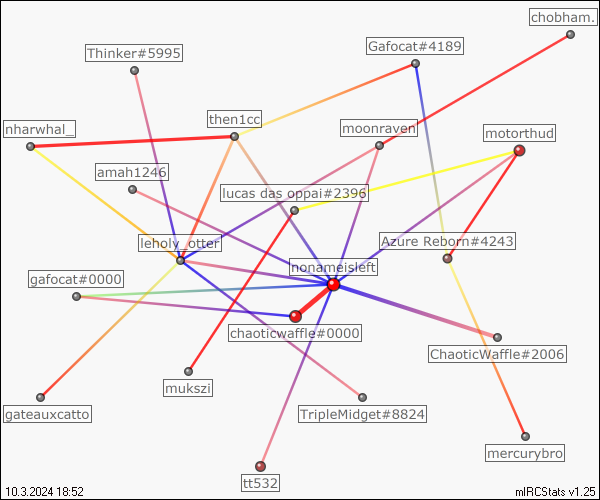 chobham.
Thinker#5995
Gafocat#4189
then1cc
nharwhal_
moonraven
motorthud
amah1246
lucas das oppai#2396
leholy_otter
Azure Reborn#4243
nonameisleft
gafocat#0000
chaoticwaffle#0000
ChaoticWaffle#2006
mukszi
gateauxcatto
TripleMidget#8824
mercurybro
tt532
10.3.2024 18:52
mIRCStats v1.25